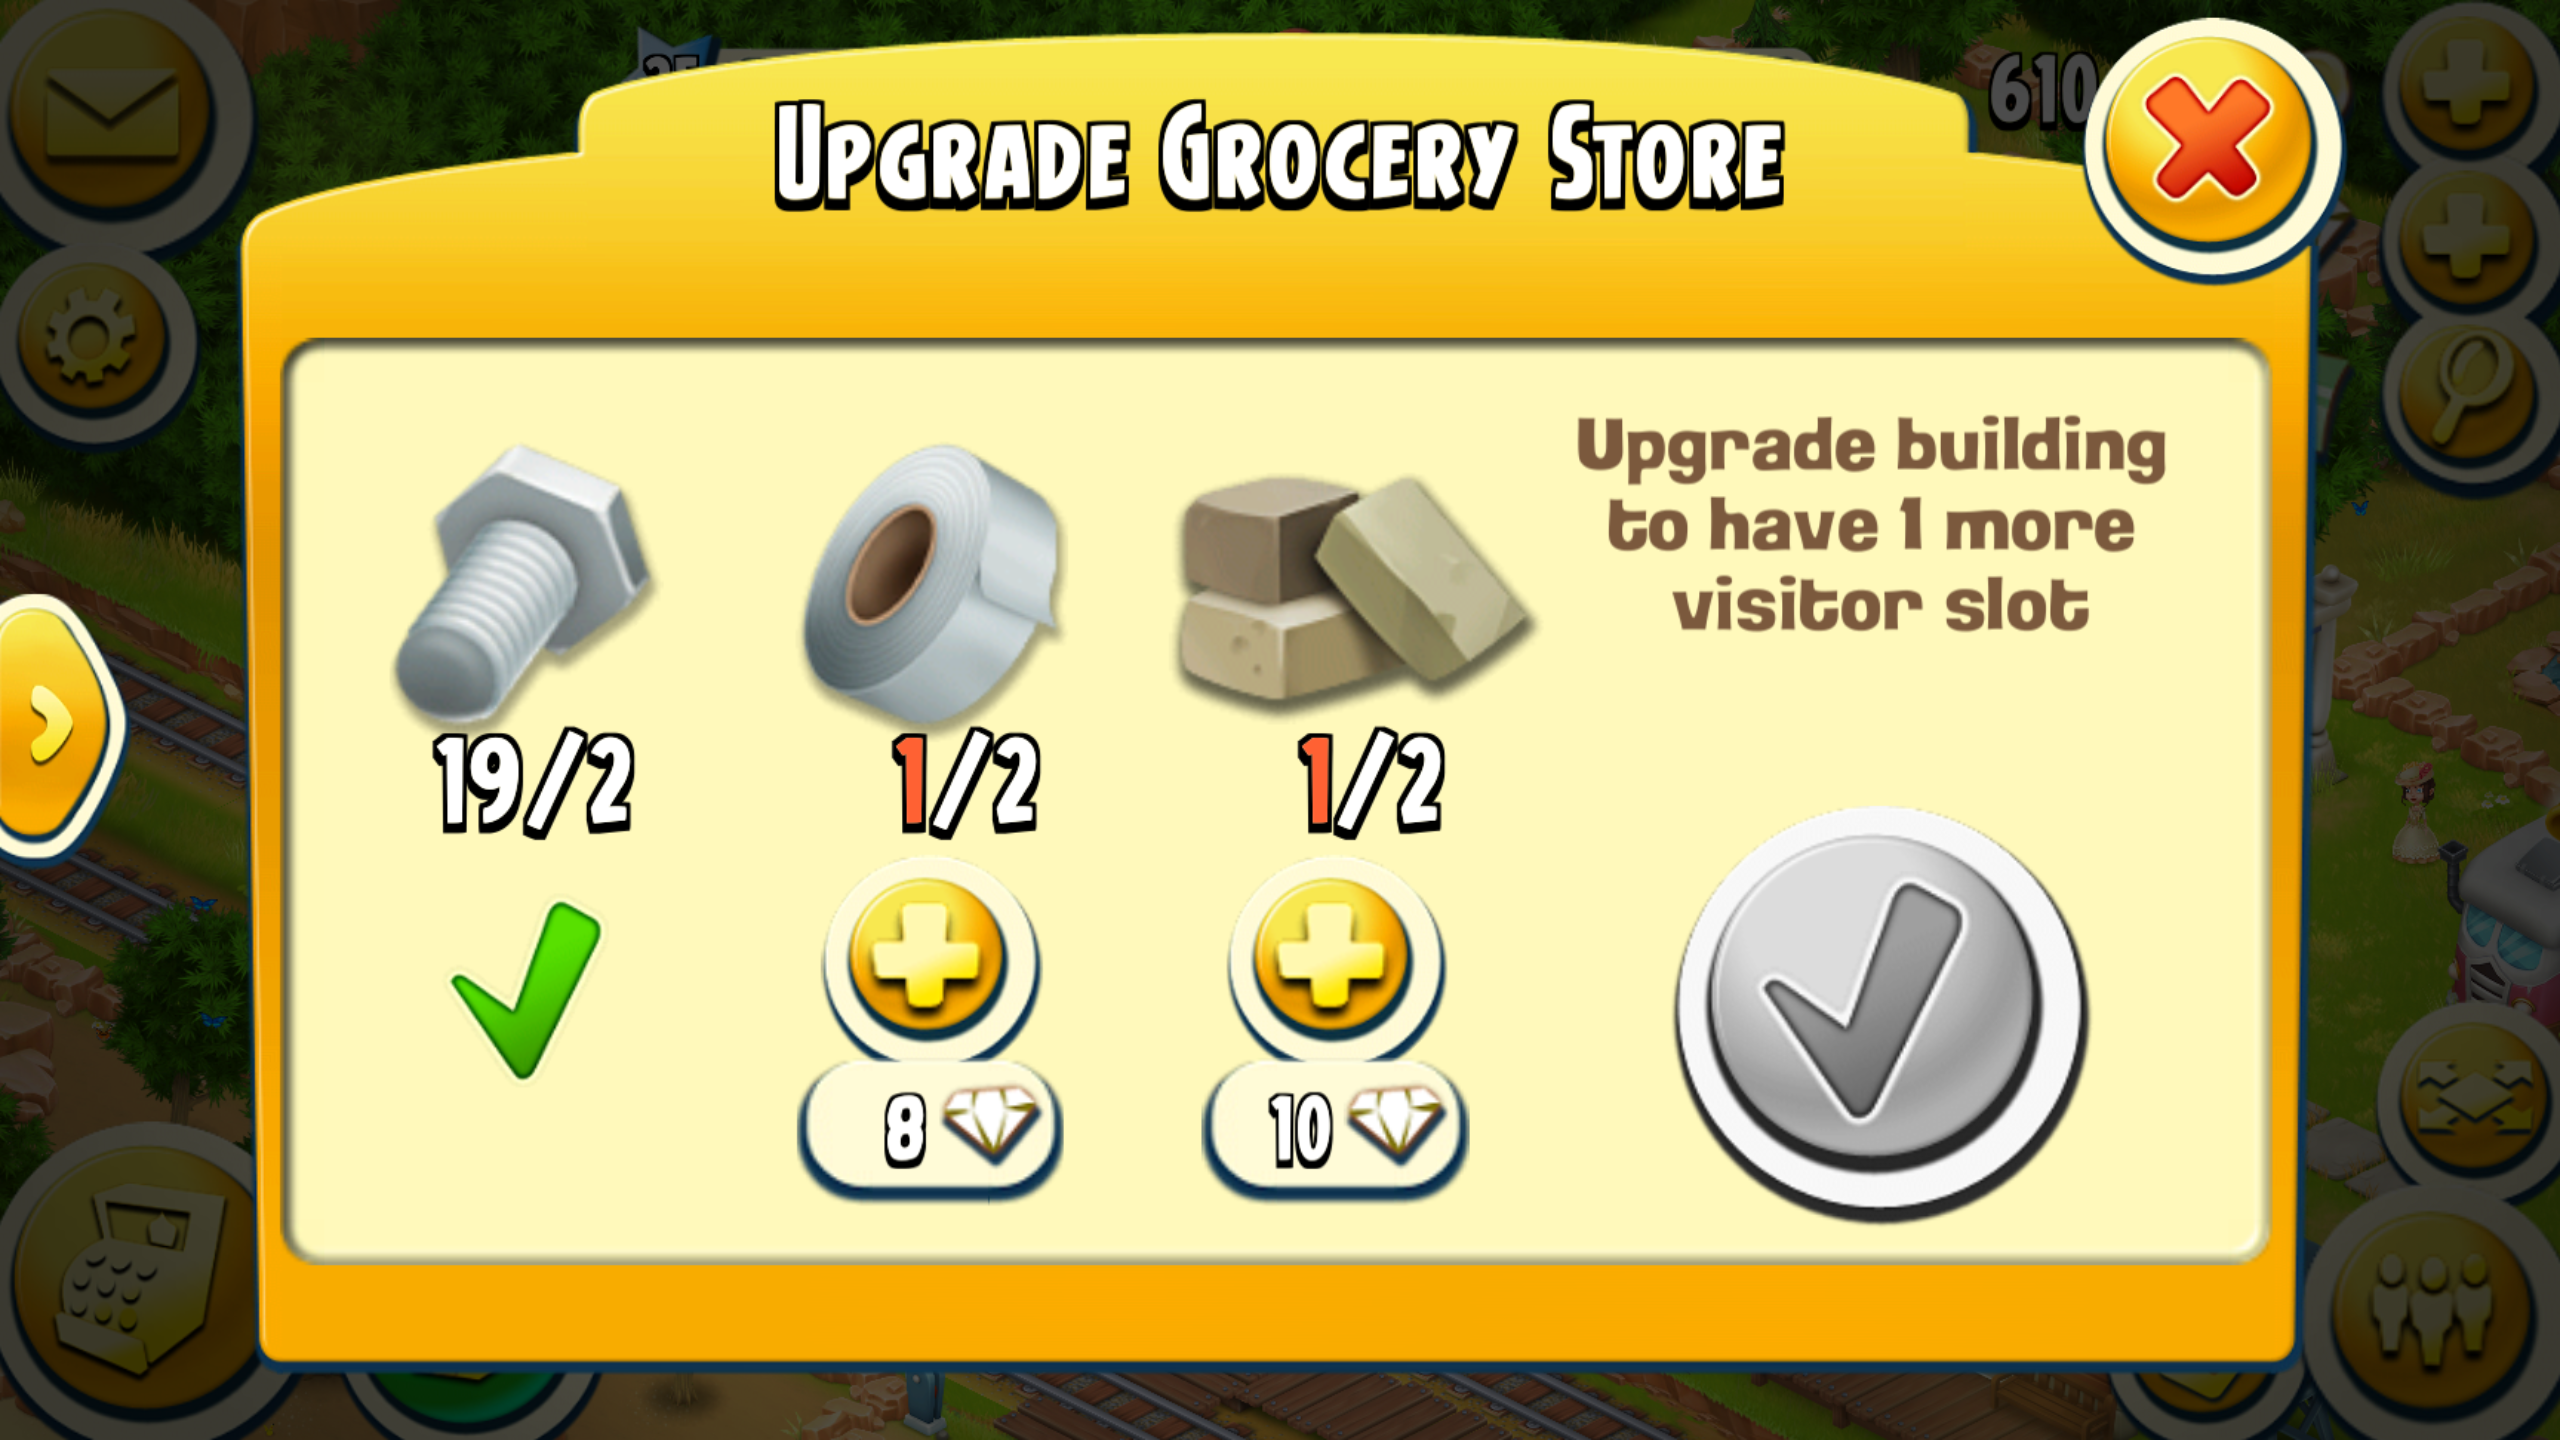 610
UPGRADE GROCERY STORE
Upgrade building
to have 1 more
visitor slot
19/2
1/2
1/2
8
10